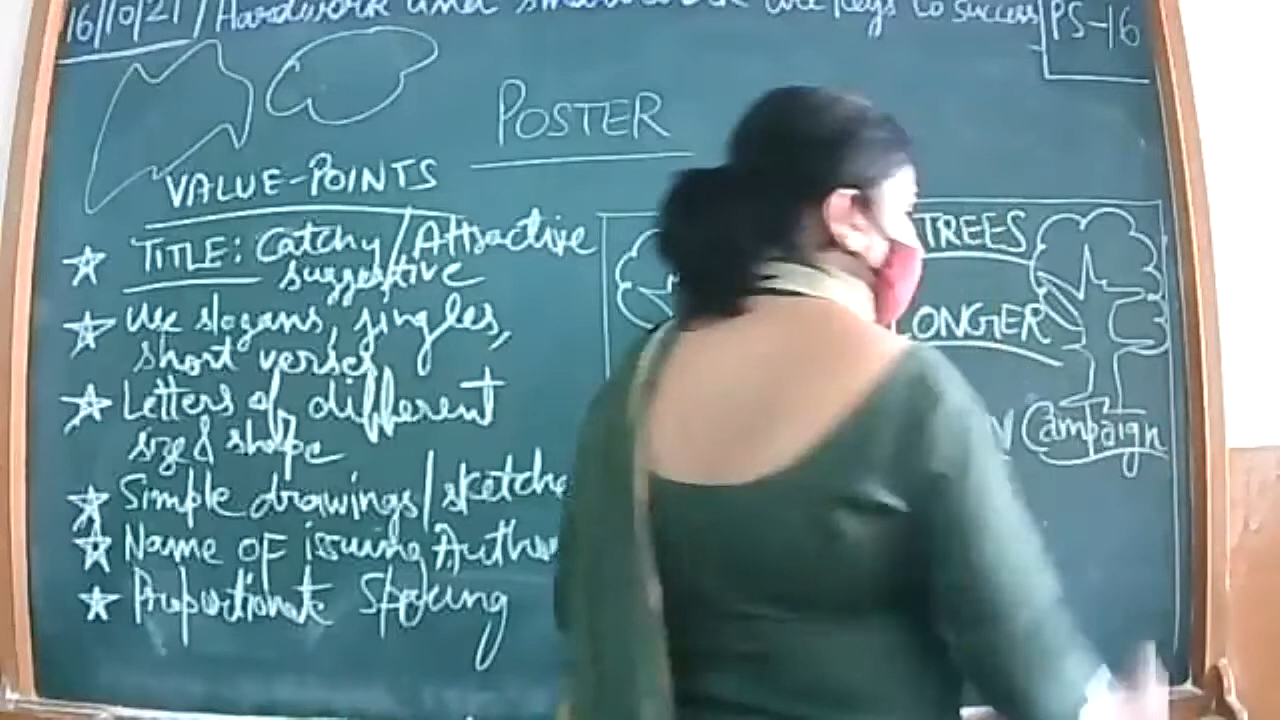 16/10/21 / Hardwork and smartwork are keys to success
PS-16
POSTER
VALUE-POINTS
TITLE: Catchy/Attractive
suggestive
Use slogans, jingles,
short verses
Letters of different
size & shape
Simple drawings/sketche
Name OF issuing Autho
Proportionate Spacing
TREES
LONGER
Campaign